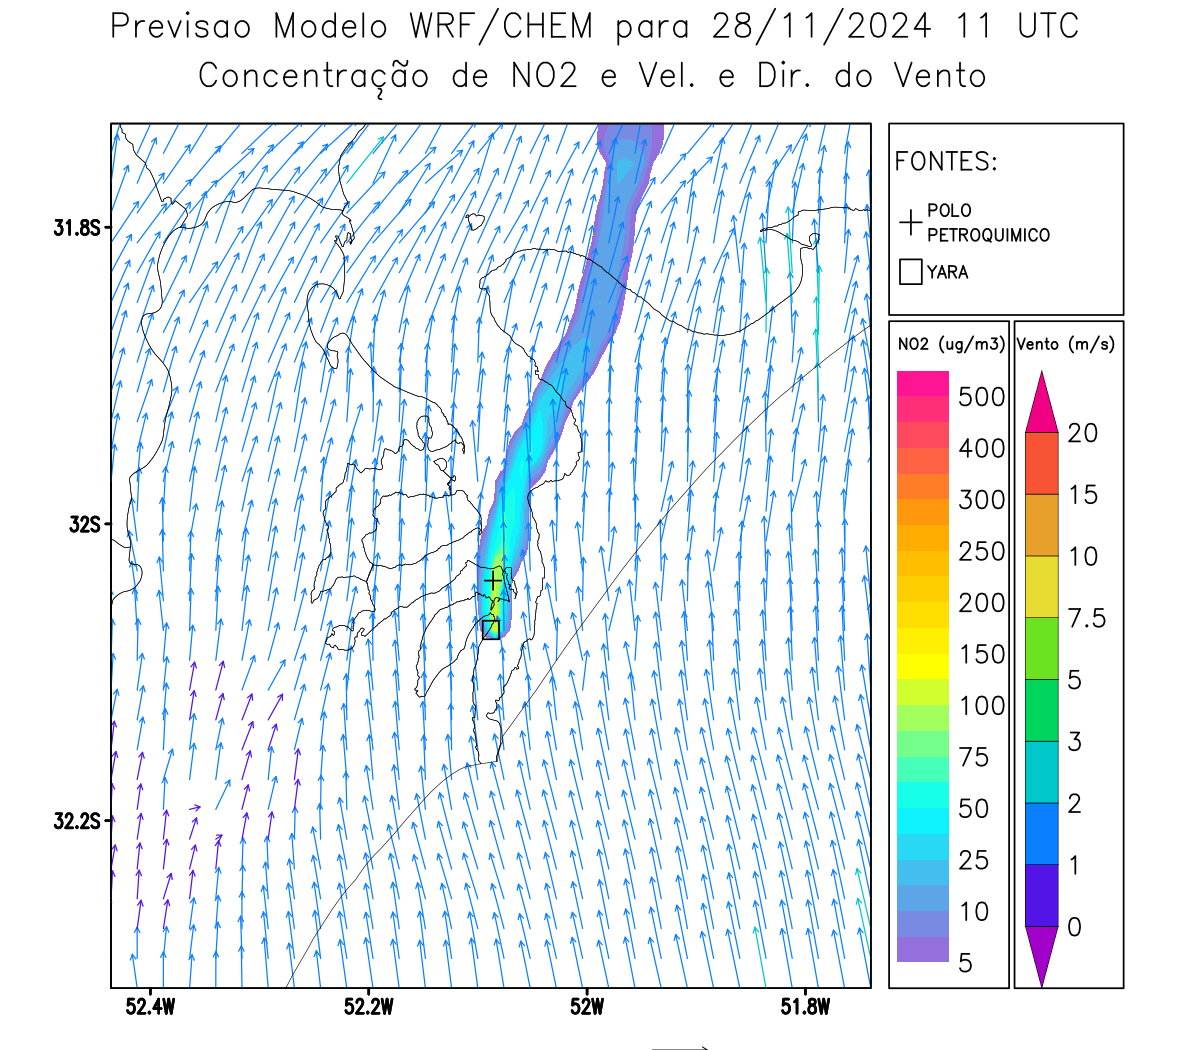 Previsao Modelo WRF/CHEM para 28/11/2024 11 UTC
Concentração de NO2 e Vel. e Dir. do Vento
FONTES:
POLO
PETROQUIMICO
YARA
NO2 (ug/m3)
500
400
300
250
200
150
100
75
50
25
10
5
Vento (m/s)
20
15
10
7.5
5
3
2
1
0
31.8S
32S
32.2S
52.4W
52.2W
52W
51.8W